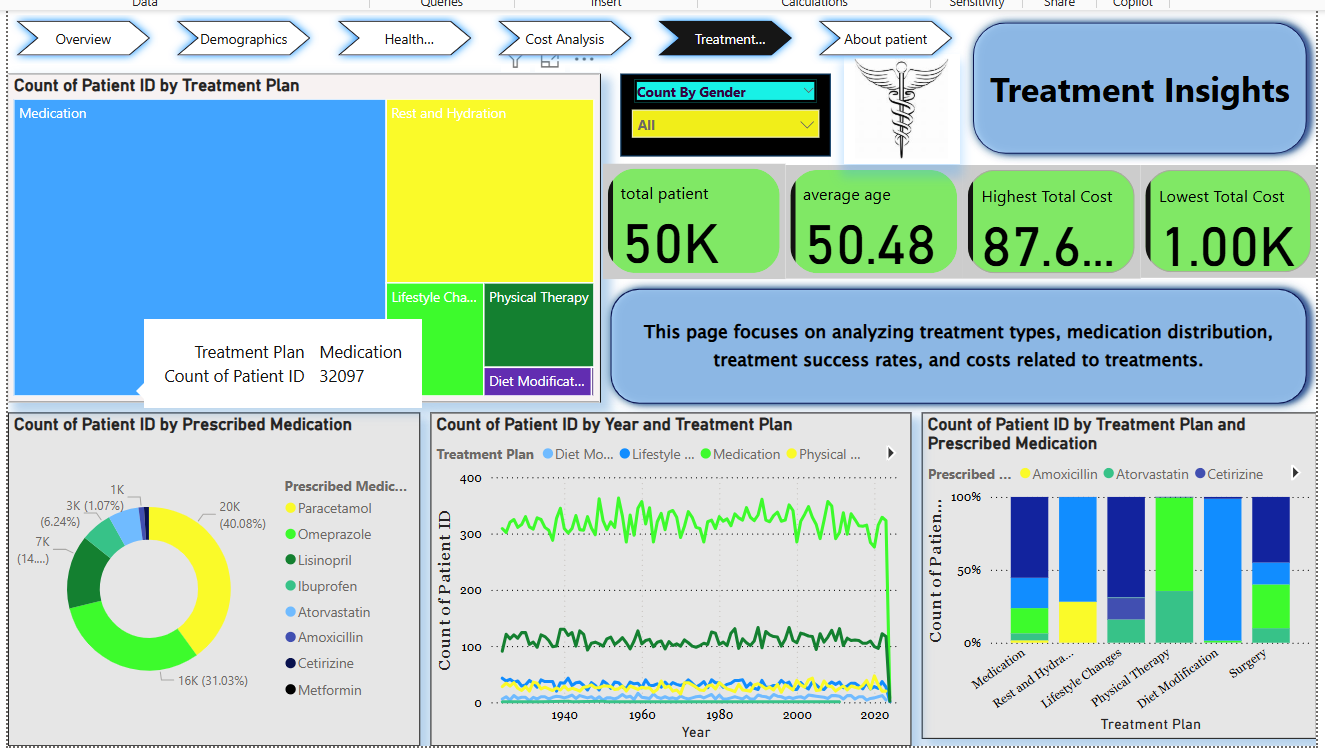 Data Queries Insert Calculations Sensitivity Share Copilot
Overview
Demographics
Health...
Cost Analysis
Treatment...
About patient
Count of Patient ID by Treatment Plan
Medication
Rest and Hydration
Lifestyle Cha...
Physical Therapy
Diet Modificat...
Treatment Plan Medication
Count of Patient ID 32097
Count By Gender
All
Treatment Insights
total patient
50K
average age
50.48
Highest Total Cost
87.6...
Lowest Total Cost
1.00K
This page focuses on analyzing treatment types, medication distribution,
treatment success rates, and costs related to treatments.
Count of Patient ID by Prescribed Medication
1K
3K (1.07%)
(6.24%)
7K
(14....)
20K
(40.08%)
16K (31.03%)
Prescribed Medic...
Paracetamol
Omeprazole
Lisinopril
Ibuprofen
Atorvastatin
Amoxicillin
Cetirizine
Metformin
Count of Patient ID by Year and Treatment Plan
Treatment Plan Diet Mo... Lifestyle ... Medication Physical ...
Count of Patient ID
400
300
200
100
0
1940 1960 1980 2000 2020
Year
Count of Patient ID by Treatment Plan and
Prescribed Medication
Prescribed ... Amoxicillin Atorvastatin Cetirizine
Count of Patien...
100%
50%
0%
Medication
Rest and Hydra...
Lifestyle Changes
Physical Therapy
Diet Modification
Surgery
Treatment Plan